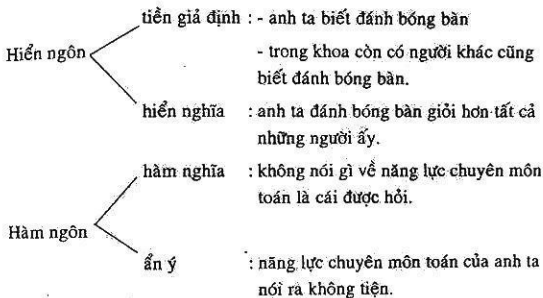 tiền giả định : - anh ta biết đánh bóng bàn
Hiển ngôn
- trong khoa còn có người khác cũng
biết đánh bóng bàn.
hiển nghĩa : anh ta đánh bóng bàn giỏi hơn tất cả
những người ấy.
hàm nghĩa : không nói gì về năng lực chuyên môn
toán là cái được hỏi.
Hàm ngôn
ẩn ý : năng lực chuyên môn toán của anh ta
nói ra không tiện.